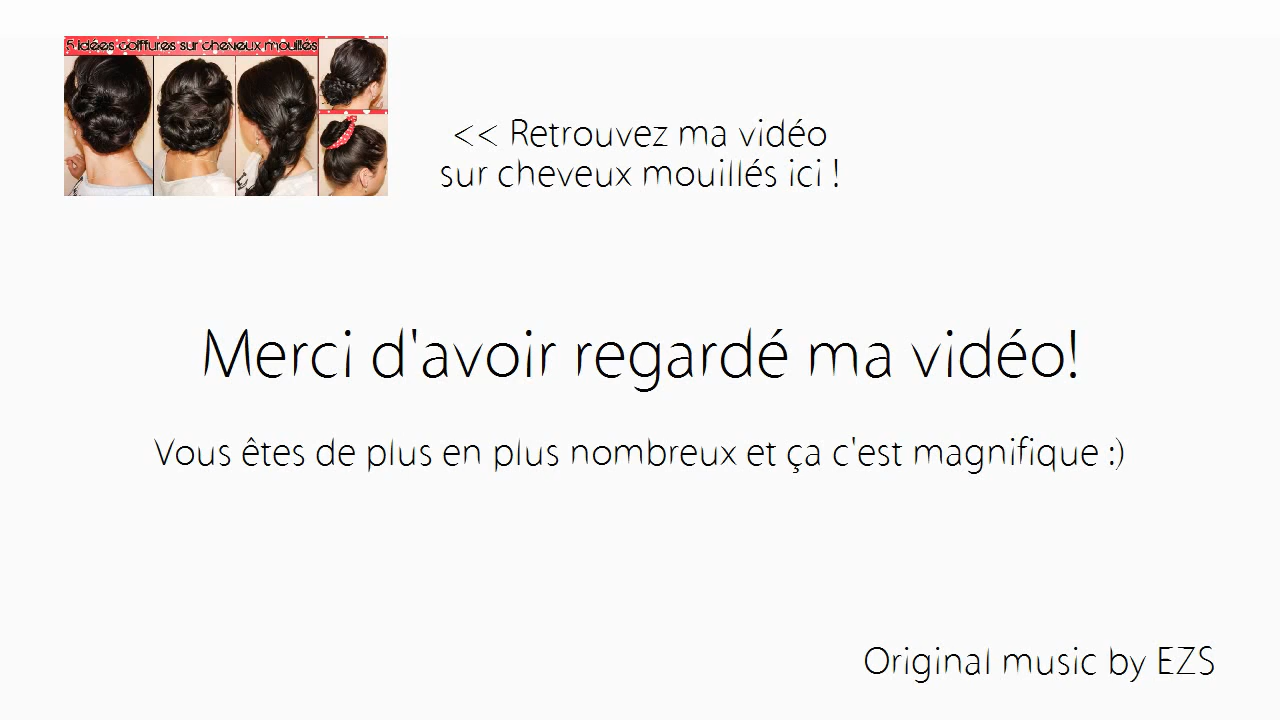 5 idées coiffures sur cheveux mouillés
<< Retrouvez ma vidéo
sur cheveux mouillés ici !
Merci d'avoir regardé ma vidéo!
Vous êtes de plus en plus nombreux et ça c'est magnifique :)
Original music by EZS